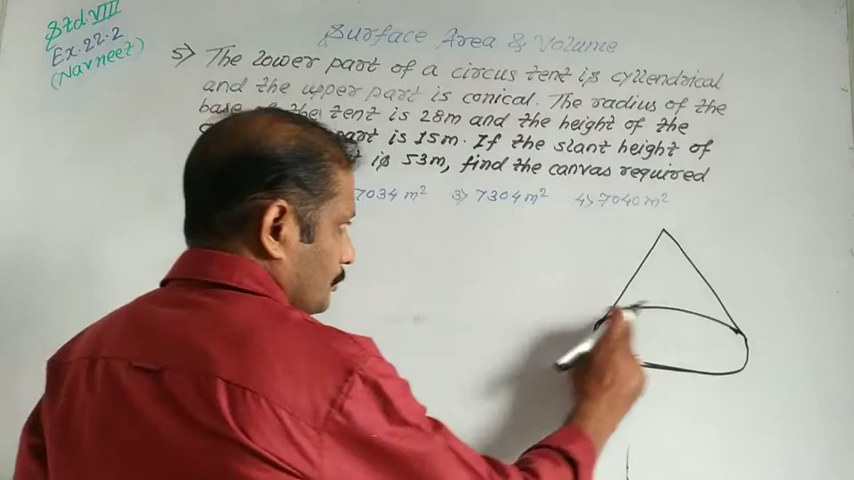 Std. VIII
Ex. 22.2
(Navneet)
Surface Area & Volume
5> The lower part of a circus tent is cyllendrical
and the upper part is conical. The radius of the
base of the tent is 28m and the height of the
part is 15m. If the slant height of
is 53m, find the canvas required
7034 m² 3> 7304 m² 4> 7040 m²